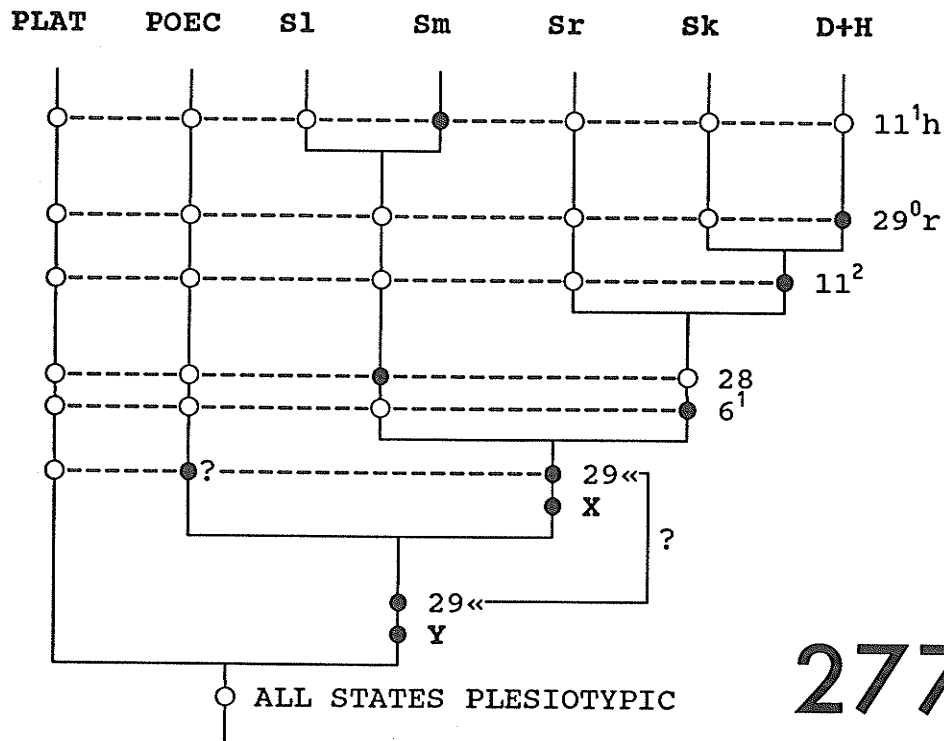 PLAT POEC Sl Sm Sr Sk D+H
11¹h
29⁰r
11²
28
6¹
? 29«
X
?
29«
Y
277
ALL STATES PLESIOTYPIC